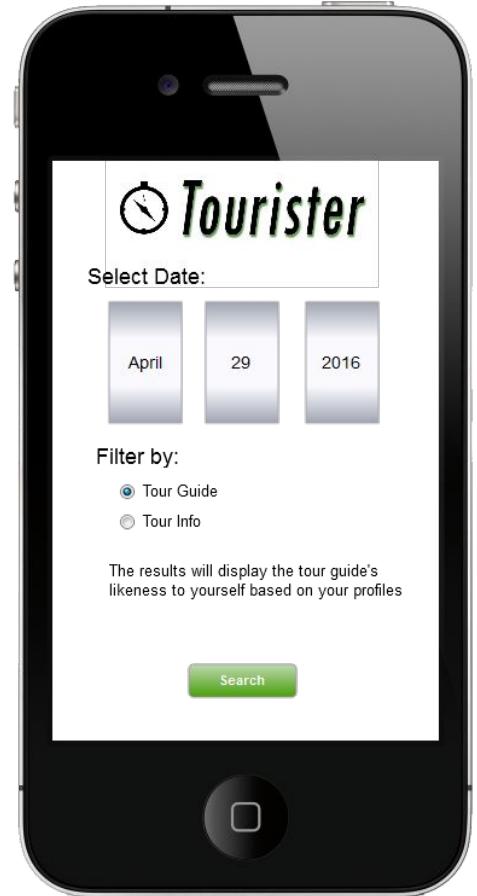 Tourister
Select Date:
April 29 2016
Filter by:
Tour Guide
Tour Info
The results will display the tour guide's
likeness to yourself based on your profiles
Search